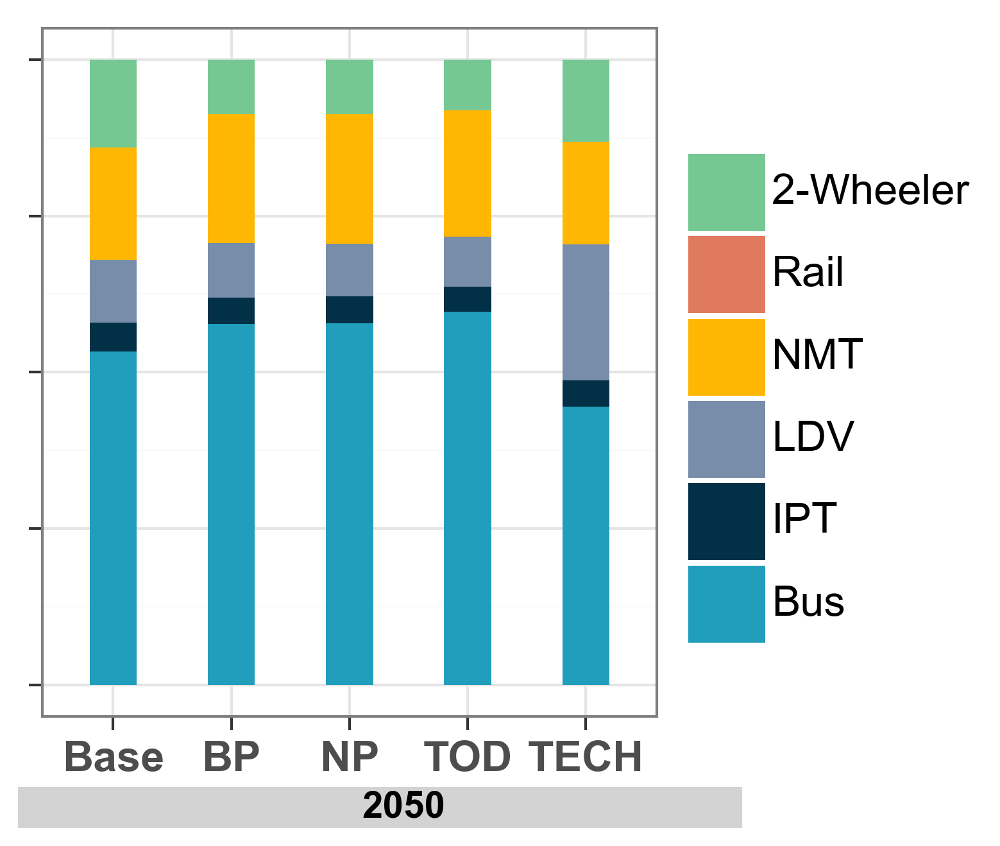 2-Wheeler
Rail
NMT
LDV
IPT
Bus
Base BP NP TOD TECH
2050